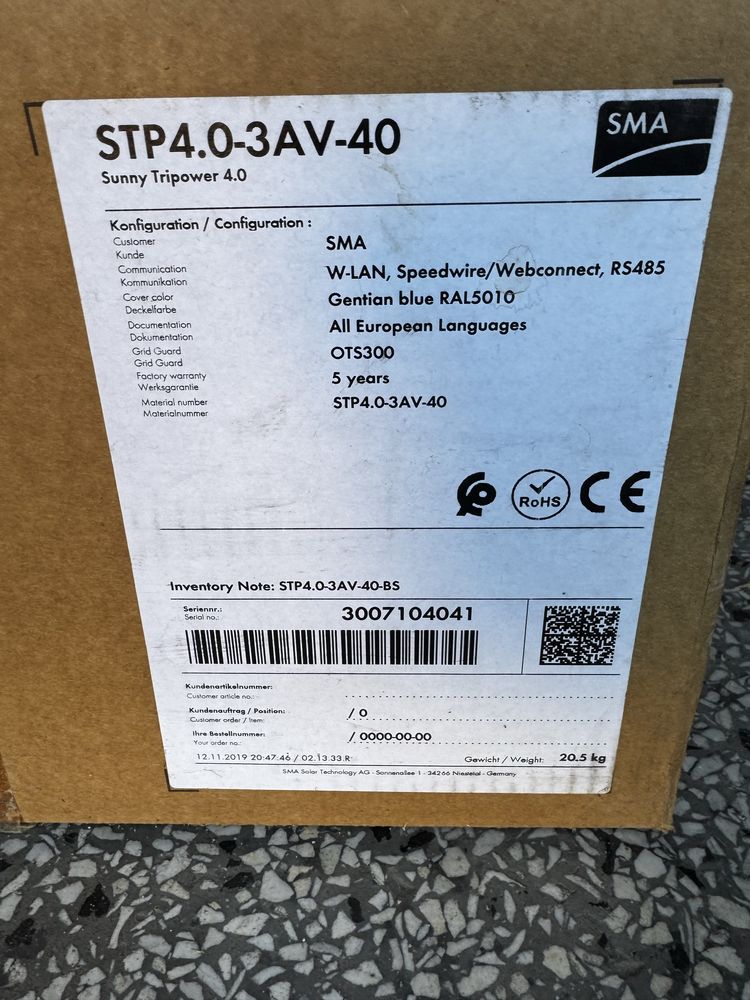 STP4.0-3AV-40
SMA
Sunny Tripower 4.0
Konfiguration / Configuration :
Customer
Kunde
SMA
Communication
Kommunikation
W-LAN, Speedwire/Webconnect, RS485
Cover color
Deckelfarbe
Gentian blue RAL5010
Documentation
Dokumentation
All European Languages
Grid Guard
Grid Guard
OTS300
Factory warranty
Werksgarantie
5 years
Material number
Materialnummer
STP4.0-3AV-40
RoHS
CE
Inventory Note: STP4.0-3AV-40-BS
Seriennr.:
Serial no.:
3007104041
Kundenartikelnummer:
Customer article no.:
Kundenauftrag / Position:
Customer order / Item:
/ 0
Ihre Bestellnummer:
Your order no.:
/ 0000-00-00
12.11.2019 20:47:46 / 02.13.33.R
Gewicht / Weight: 20.5 kg
SMA Solar Technology AG - Sonnenallee 1 - 34266 Niestetal - Germany